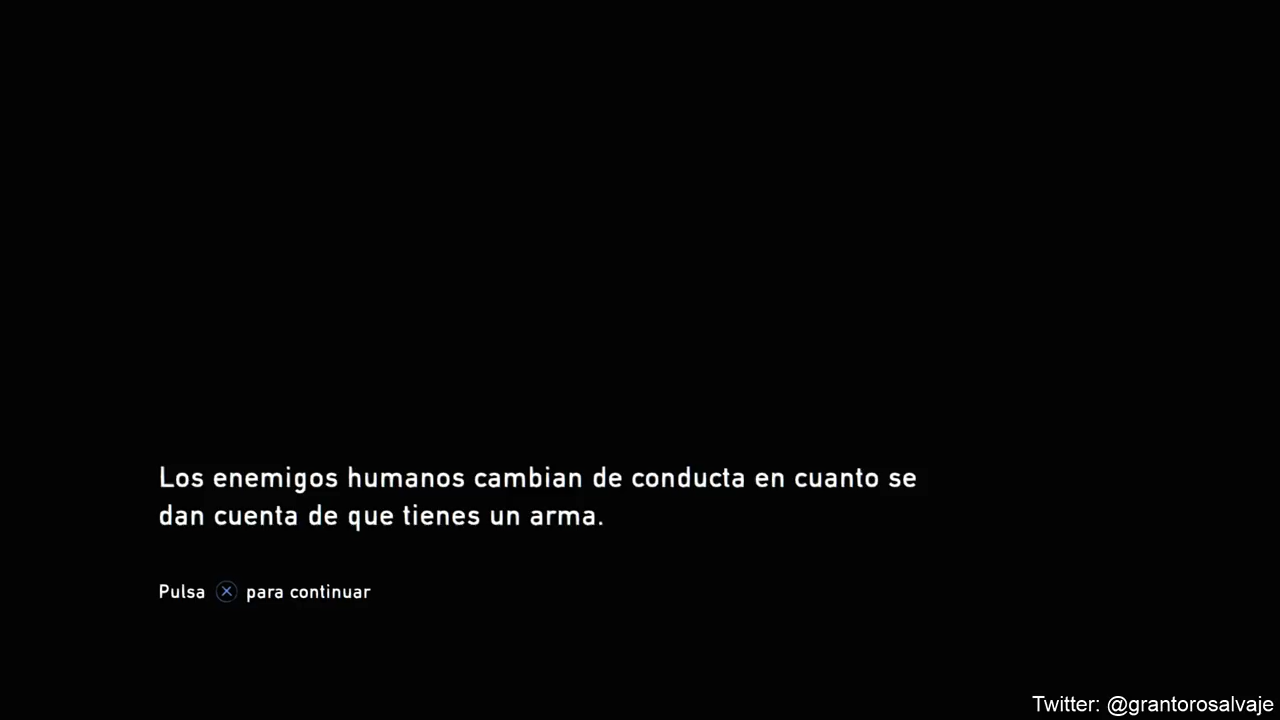 Los enemigos humanos cambian de conducta en cuanto se
dan cuenta de que tienes un arma.
Pulsa ⓧ para continuar
Twitter: @grantorosalvaje